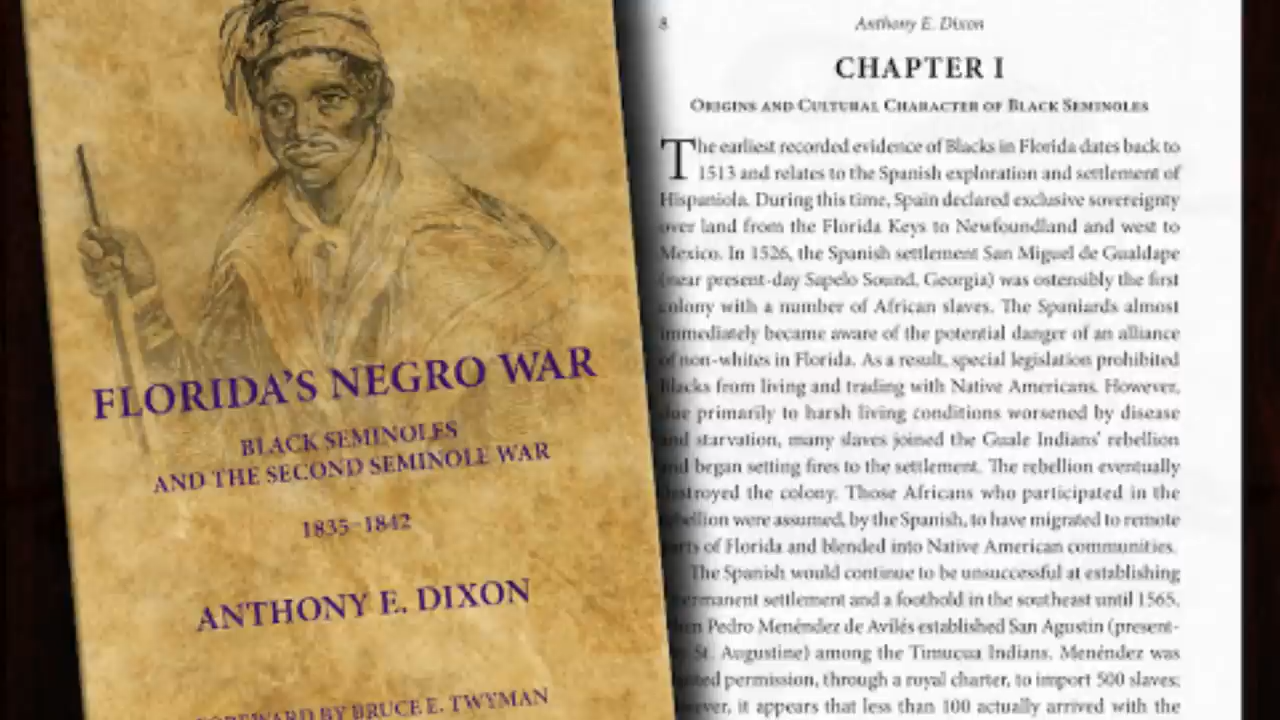 FLORIDA'S NEGRO WAR
BLACK SEMINOLES
AND THE SECOND SEMINOLE WAR
1835-1842
ANTHONY E. DIXON
FOREWARD BY BRUCE E. TWYMAN
8
Anthony E. Dixon
CHAPTER I
Origins and Cultural Character of Black Seminoles
The earliest recorded evidence of Blacks in Florida dates back to
1513 and relates to the Spanish exploration and settlement of
Hispaniola. During this time, Spain declared exclusive sovereignty
over land from the Florida Keys to Newfoundland and west to
Mexico. In 1526, the Spanish settlement San Miguel de Gualdape
(near present-day Sapelo Sound, Georgia) was ostensibly the first
colony with a number of African slaves. The Spaniards almost
immediately became aware of the potential danger of an alliance
of non-whites in Florida. As a result, special legislation prohibited
Blacks from living and trading with Native Americans. However,
due primarily to harsh living conditions worsened by disease
and starvation, many slaves joined the Guale Indians' rebellion
and began setting fires to the settlement. The rebellion eventually
destroyed the colony. Those Africans who participated in the
rebellion were assumed, by the Spanish, to have migrated to remote
parts of Florida and blended into Native American communities.
The Spanish would continue to be unsuccessful at establishing
permanent settlement and a foothold in the southeast until 1565,
when Pedro Menéndez de Avilés established San Agustin (present-
St. Augustine) among the Timucua Indians. Menéndez was
permission, through a royal charter, to import 500 slaves;
however, it appears that less than 100 actually arrived with the